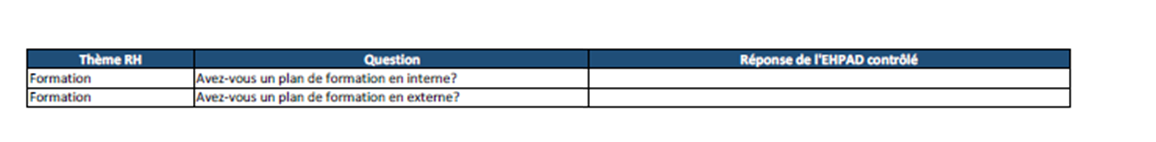 Thème RH Question Réponse de l'EHPAD contrôlé
Formation Avez-vous un plan de formation en interne?
Formation Avez-vous un plan de formation en externe?